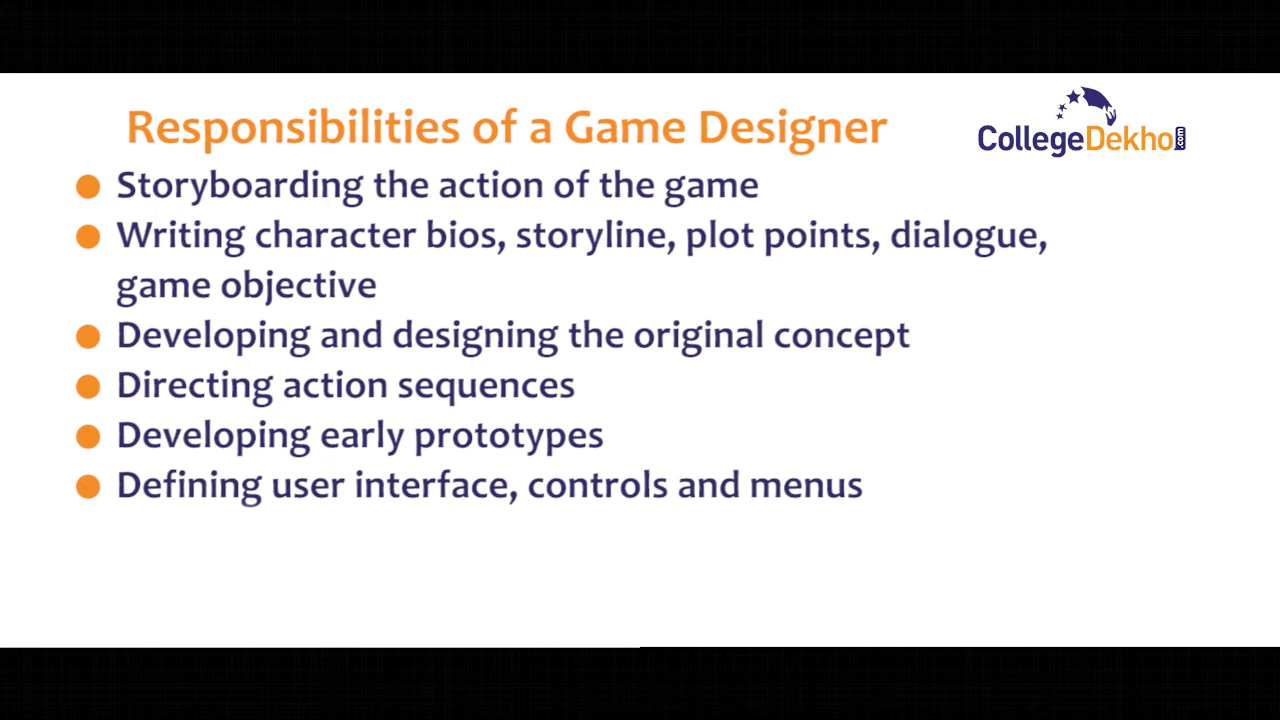 Responsibilities of a Game Designer
CollegeDekho.com
Storyboarding the action of the game
Writing character bios, storyline, plot points, dialogue,
game objective
Developing and designing the original concept
Directing action sequences
Developing early prototypes
Defining user interface, controls and menus